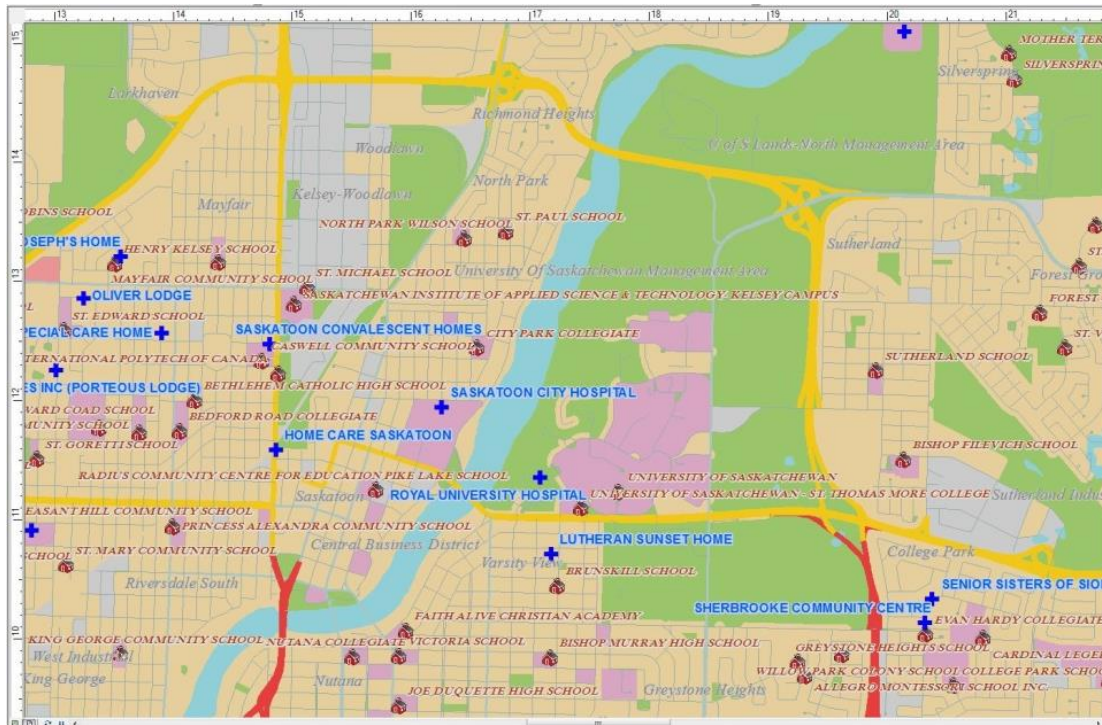 13 14 15 16 17 18 19 20 21
15
MOTHER TER
SILVERSPRIN
Silverspring
Larkhaven
Richmond Heights
Woodlawn
U of S Lands-North Management Area
14
North Park
Kelsey-Woodlawn
Mayfair
OBINS SCHOOL
ST. PAUL SCHOOL
NORTH PARK WILSON SCHOOL
OSEPH'S HOME
HENRY KELSEY SCHOOL
Sutherland
ST.
ST. MICHAEL SCHOOL
University Of Saskatchewan Management Area
Forest Gro
13
MAYFAIR COMMUNITY SCHOOL
OLIVER LODGE
SASKATCHEWAN INSTITUTE OF APPLIED SCIENCE & TECHNOLOGY, KELSEY CAMPUS
FOREST
ST. EDWARD SCHOOL
PECIAL CARE HOME
SASKATOON CONVALESCENT HOMES
CITY PARK COLLEGIATE
ST. V
CASWELL COMMUNITY SCHOOL
TERNATIONAL POLYTECH OF CANADA
SUTHERLAND SCHOOL
ES INC (PORTEOUS LODGE)
BETHLEHEM CATHOLIC HIGH SCHOOL
SASKATOON CITY HOSPITAL
12
WARD COAD SCHOOL
BEDFORD ROAD COLLEGIATE
MUNITY SCHOOL
HOME CARE SASKATOON
ST. GORETTI SCHOOL
BISHOP FILEVICH SCHOOL
RADIUS COMMUNITY CENTRE FOR EDUCATION PIKE LAKE SCHOOL
UNIVERSITY OF SASKATCHEWAN
Saskatoon
ROYAL UNIVERSITY HOSPITAL
UNIVERSITY OF SASKATCHEWAN - ST. THOMAS MORE COLLEGE
Sutherland Indus
11
EASANT HILL COMMUNITY SCHOOL
PRINCESS ALEXANDRA COMMUNITY SCHOOL
LUTHERAN SUNSET HOME
Central Business District
College Park
SCHOOL
ST. MARY COMMUNITY SCHOOL
Varsity View
BRUNSKILL SCHOOL
Riversdale South
SENIOR SISTERS OF SION
SHERBROOKE COMMUNITY CENTRE
FAITH ALIVE CHRISTIAN ACADEMY
EVAN HARDY COLLEGIATE
10
KING GEORGE COMMUNITY SCHOOL
NUTANA COLLEGIATE
VICTORIA SCHOOL
BISHOP MURRAY HIGH SCHOOL
GREYSTONE HEIGHTS SCHOOL
CARDINAL LEGER
West Industrial
WILLOW PARK COLONY SCHOOL
COLLEGE PARK SCHOO
King George
Nutana
JOE DUQUETTE HIGH SCHOOL
Greystone Heights
ALLEGRO MONTESSORI SCHOOL INC.